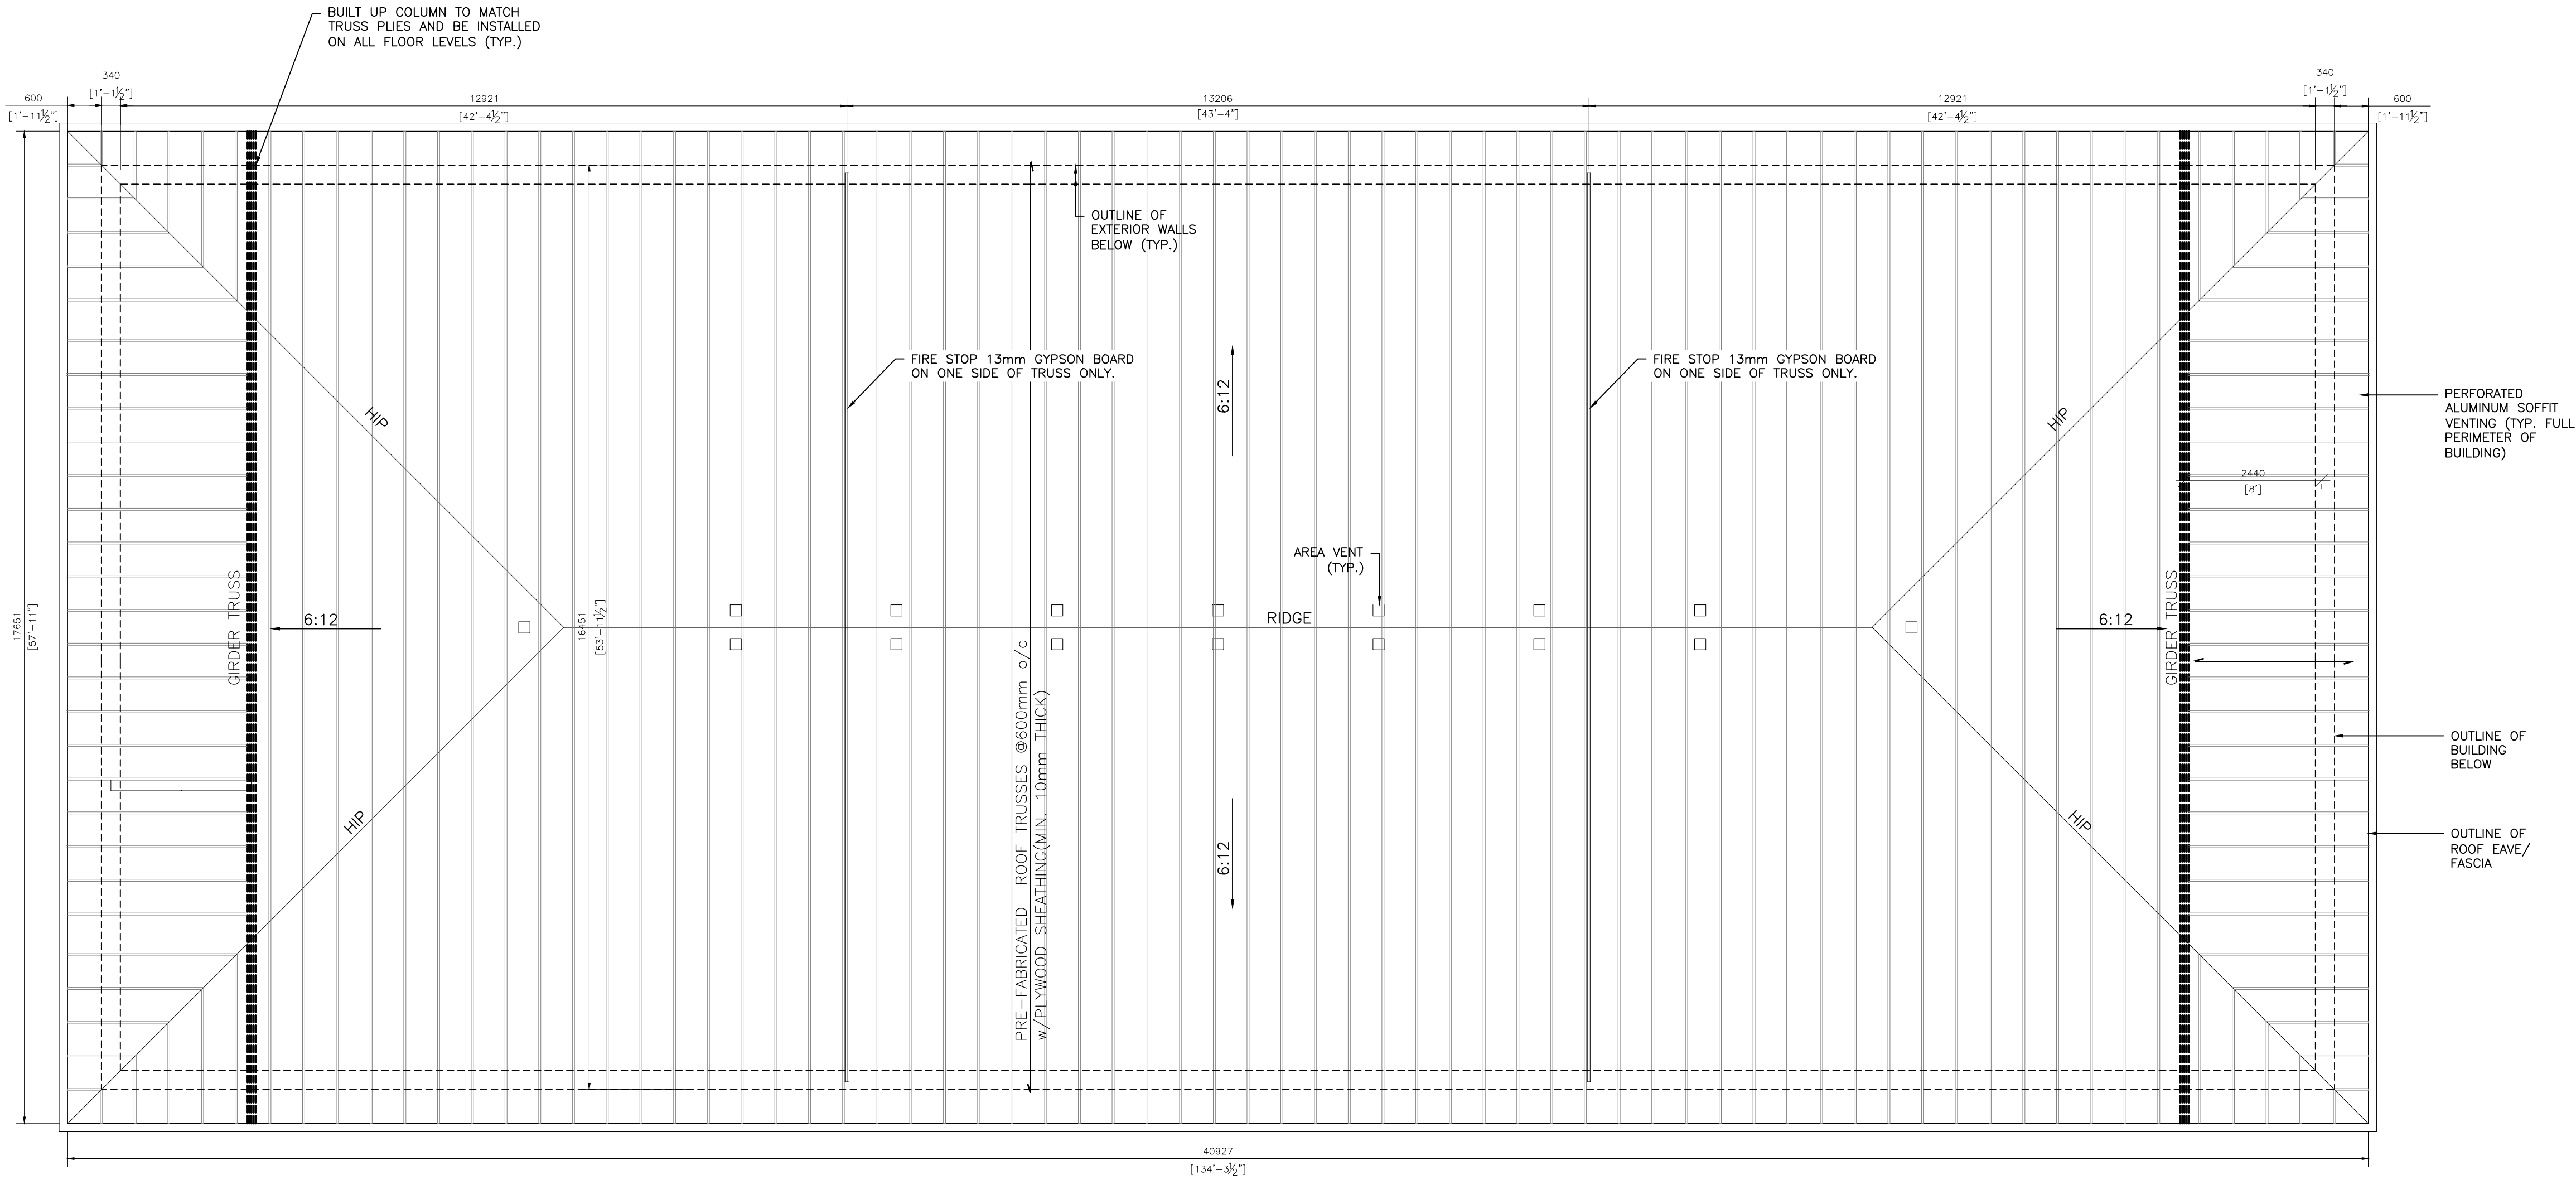 BUILT UP COLUMN TO MATCH
TRUSS PLIES AND BE INSTALLED
ON ALL FLOOR LEVELS (TYP.)
600
[1'-11½"]
340
[1'-1½"]
12921
[42'-4½"]
13206
[43'-4"]
12921
[42'-4½"]
340
[1'-1½"]
600
[1'-11½"]
OUTLINE OF
EXTERIOR WALLS
BELOW (TYP.)
FIRE STOP 13mm GYPSON BOARD
ON ONE SIDE OF TRUSS ONLY.
FIRE STOP 13mm GYPSON BOARD
ON ONE SIDE OF TRUSS ONLY.
6:12
HIP
HIP
PERFORATED
ALUMINUM SOFFIT
VENTING (TYP. FULL
PERIMETER OF
BUILDING)
2440
[8']
AREA VENT
(TYP.)
17651
[57'-11"]
GIRDER TRUSS
6:12
16451
[53'-11½"]
RIDGE
6:12
GIRDER TRUSS
PRE-FABRICATED ROOF TRUSSES @600mm o/c
w/PLYWOOD SHEATHING(MIN. 10mm THICK)
OUTLINE OF
BUILDING
BELOW
HIP
6:12
HIP
OUTLINE OF
ROOF EAVE/
FASCIA
40927
[134'-3½"]